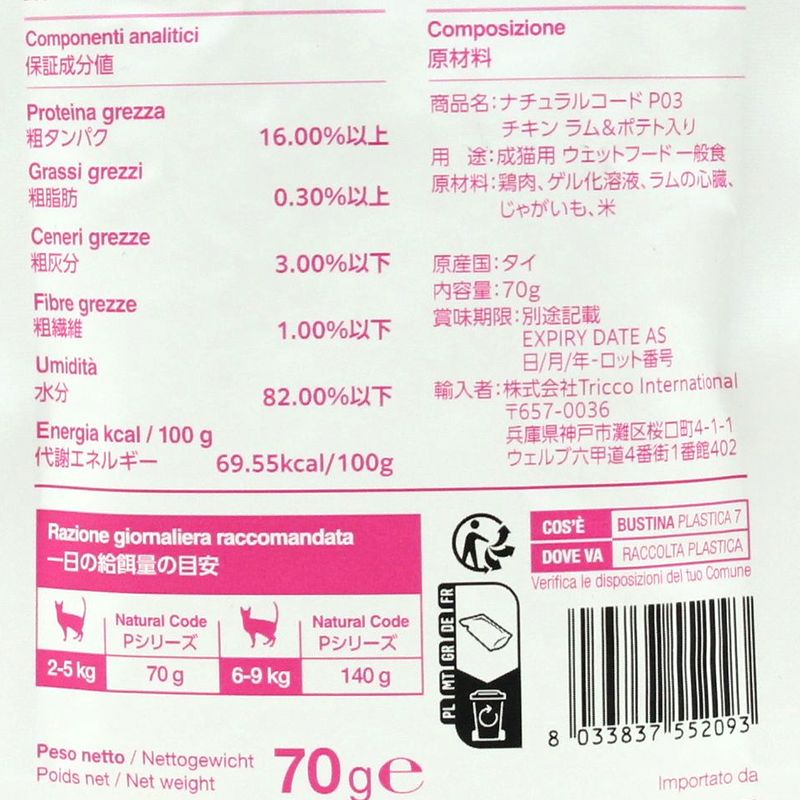 Componenti analitici
保証成分値
Proteina grezza
粗タンパク 16.00%以上
Grassi grezzi
粗脂肪 0.30%以上
Ceneri grezze
粗灰分 3.00%以下
Fibre grezze
粗繊維 1.00%以下
Umidità
水分 82.00%以下
Energia kcal / 100 g
代謝エネルギー 69.55kcal/100g
Composizione
原材料
商品名:ナチュラルコード P03
チキン ラム&ポテト入り
用 途:成猫用 ウェットフード 一般食
原材料:鶏肉、ゲル化溶液、ラムの心臓、
じゃがいも、米
原産国:タイ
内容量:70g
賞味期限:別途記載
EXPIRY DATE AS
日/月/年-ロット番号
輸入者:株式会社Tricco International
〒657-0036
兵庫県神戸市灘区桜口町4-1-1
ウェルブ六甲道4番街1番館402
Razione giornaliera raccomandata
一日の給餌量の目安
Natural Code
Pシリーズ
Natural Code
Pシリーズ
2-5 kg 70 g 6-9 kg 140 g
PL | MT | GR | DE | FR
COS'È BUSTINA PLASTICA 7
DOVE VA RACCOLTA PLASTICA
Verifica le disposizioni del tuo Comune
8 033837 552093
Peso netto / Nettogewicht
Poids net / Net weight
70ge
Importato da